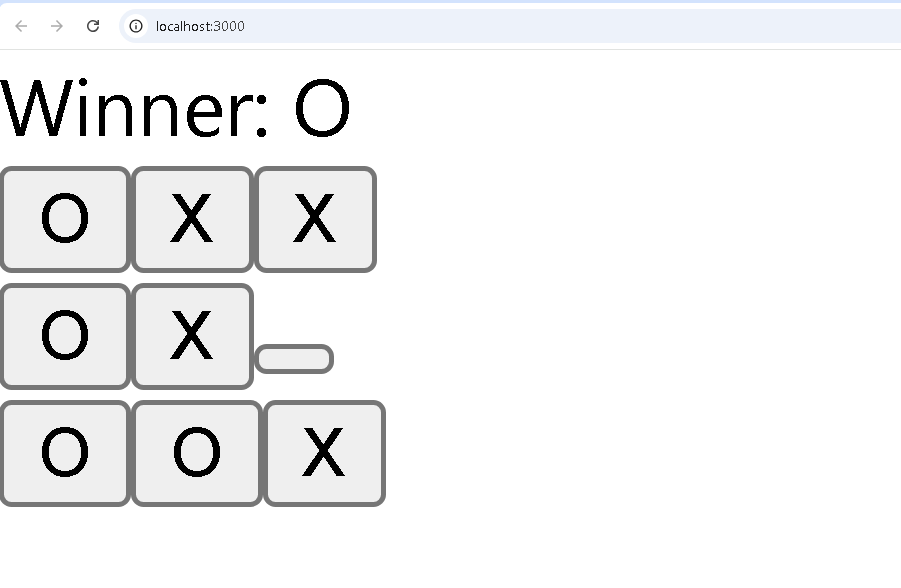 localhost:3000
Winner: O
O X X
O X
O O X